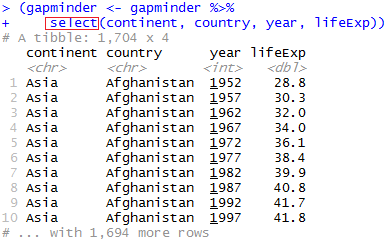 > (gapminder <- gapminder %>%
+     select(continent, country, year, lifeExp))
# A tibble: 1,704 x 4
   continent country      year lifeExp
   <chr>     <chr>       <int>   <dbl>
 1 Asia      Afghanistan  1952    28.8
 2 Asia      Afghanistan  1957    30.3
 3 Asia      Afghanistan  1962    32.0
 4 Asia      Afghanistan  1967    34.0
 5 Asia      Afghanistan  1972    36.1
 6 Asia      Afghanistan  1977    38.4
 7 Asia      Afghanistan  1982    39.9
 8 Asia      Afghanistan  1987    40.8
 9 Asia      Afghanistan  1992    41.7
10 Asia      Afghanistan  1997    41.8
# ... with 1,694 more rows